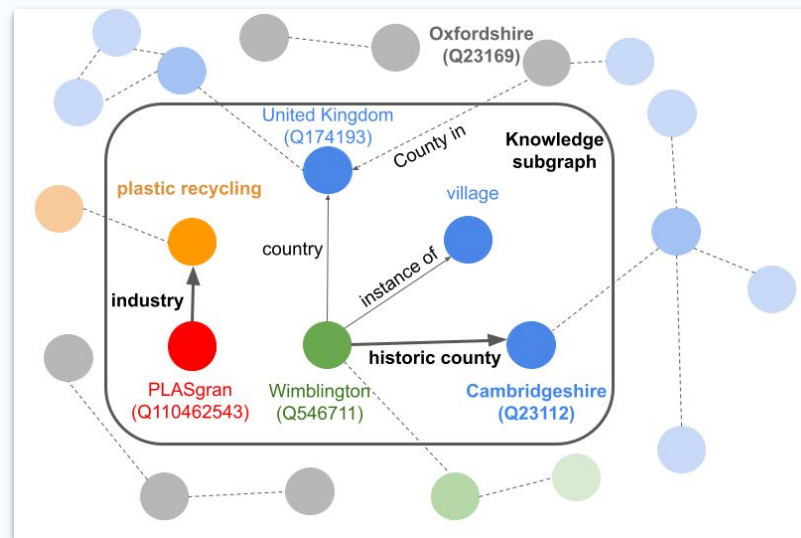 Oxfordshire
(Q23169)
United Kingdom
(Q174193)
County in
Knowledge
subgraph
plastic recycling
village
country
instance of
industry
historic county
PLASgran
(Q110462543)
Wimblington
(Q546711)
Cambridgeshire
(Q23112)